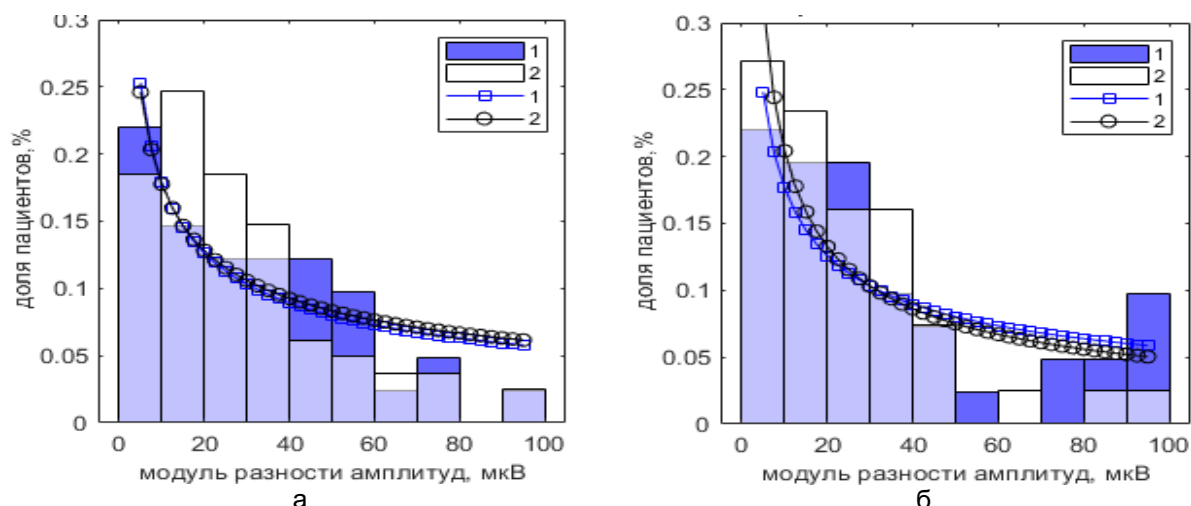 0.3
0.25
0.2
0.15
0.1
0.05
0
доля пациентов,%
1
2
1
2
0 20 40 60 80 100
модуль разности амплитуд, мкВ
а
0.3
0.25
0.2
0.15
0.1
0.05
0
доля пациентов,%
1
2
1
2
0 20 40 60 80 100
модуль разности амплитуд, мкВ
б